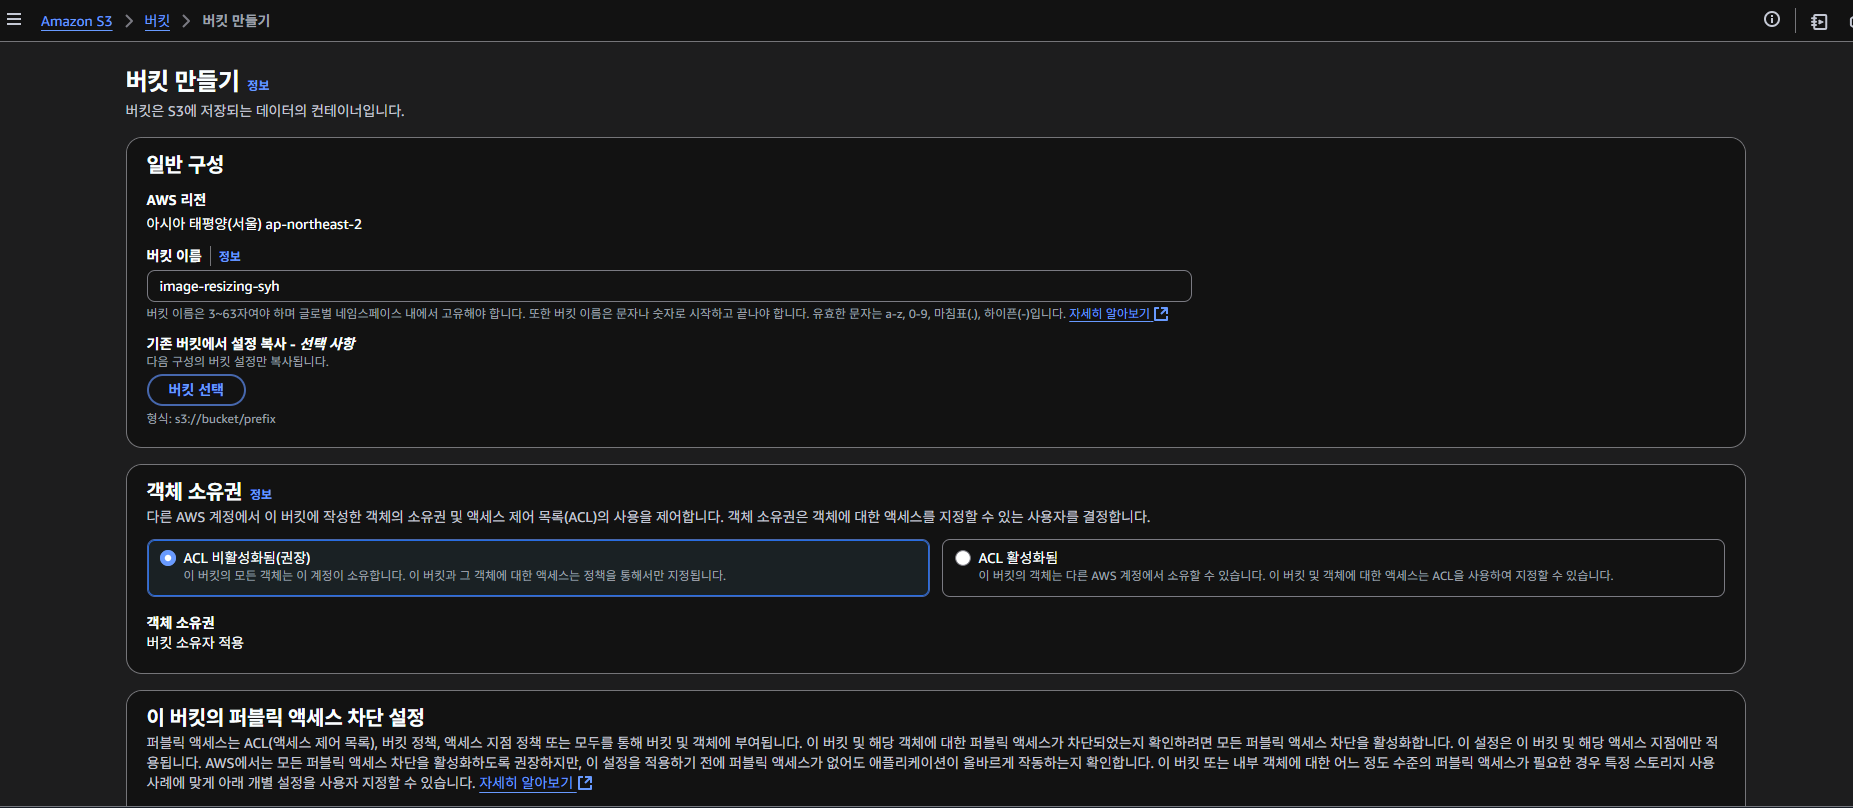 Amazon S3 > 버킷 > 버킷 만들기
버킷 만들기 정보
버킷은 S3에 저장되는 데이터의 컨테이너입니다.
일반 구성
AWS 리전
아시아 태평양(서울) ap-northeast-2
버킷 이름 | 정보
image-resizing-syh
버킷 이름은 3~63자여야 하며 글로벌 네임스페이스 내에서 고유해야 합니다. 또한 버킷 이름은 문자나 숫자로 시작하고 끝나야 합니다. 유효한 문자는 a-z, 0-9, 마침표(.), 하이픈(-)입니다. 자세히 알아보기
기존 버킷에서 설정 복사 - 선택 사항
다음 구성의 버킷 설정만 복사됩니다.
버킷 선택
형식: s3://bucket/prefix
객체 소유권 정보
다른 AWS 계정에서 이 버킷에 작성한 객체의 소유권 및 액세스 제어 목록(ACL)의 사용을 제어합니다. 객체 소유권은 객체에 대한 액세스를 지정할 수 있는 사용자를 결정합니다.
ACL 비활성화됨(권장)
이 버킷의 모든 객체는 이 계정이 소유합니다. 이 버킷과 그 객체에 대한 액세스는 정책을 통해서만 지정됩니다.
ACL 활성화됨
이 버킷의 객체는 다른 AWS 계정에서 소유할 수 있습니다. 이 버킷 및 객체에 대한 액세스는 ACL을 사용하여 지정할 수 있습니다.
객체 소유권
버킷 소유자 적용
이 버킷의 퍼블릭 액세스 차단 설정
퍼블릭 액세스는 ACL(액세스 제어 목록), 버킷 정책, 액세스 지점 정책 또는 모두를 통해 버킷 및 객체에 부여됩니다. 이 버킷 및 해당 객체에 대한 퍼블릭 액세스가 차단되었는지 확인하려면 모든 퍼블릭 액세스 차단을 활성화합니다. 이 설정은 이 버킷 및 해당 액세스 지점에만 적
용됩니다. AWS에서는 모든 퍼블릭 액세스 차단을 활성화하도록 권장하지만, 이 설정을 적용하기 전에 퍼블릭 액세스가 없어도 애플리케이션이 올바르게 작동하는지 확인합니다. 이 버킷 또는 내부 객체에 대한 어느 정도 수준의 퍼블릭 액세스가 필요한 경우 특정 스토리지 사용
사례에 맞게 아래 개별 설정을 사용자 지정할 수 있습니다. 자세히 알아보기